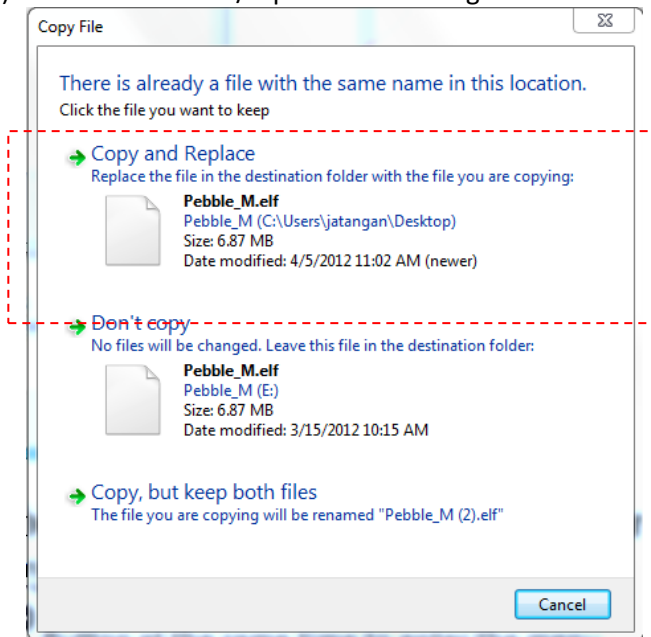 Copy File
There is already a file with the same name in this location.
Click the file you want to keep
Copy and Replace
Replace the file in the destination folder with the file you are copying:
Pebble_M.elf
Pebble_M (C:\Users\jatangan\Desktop)
Size: 6.87 MB
Date modified: 4/5/2012 11:02 AM (newer)
Don't copy
No files will be changed. Leave this file in the destination folder:
Pebble_M.elf
Pebble_M (E:)
Size: 6.87 MB
Date modified: 3/15/2012 10:15 AM
Copy, but keep both files
The file you are copying will be renamed "Pebble_M (2).elf"
Cancel